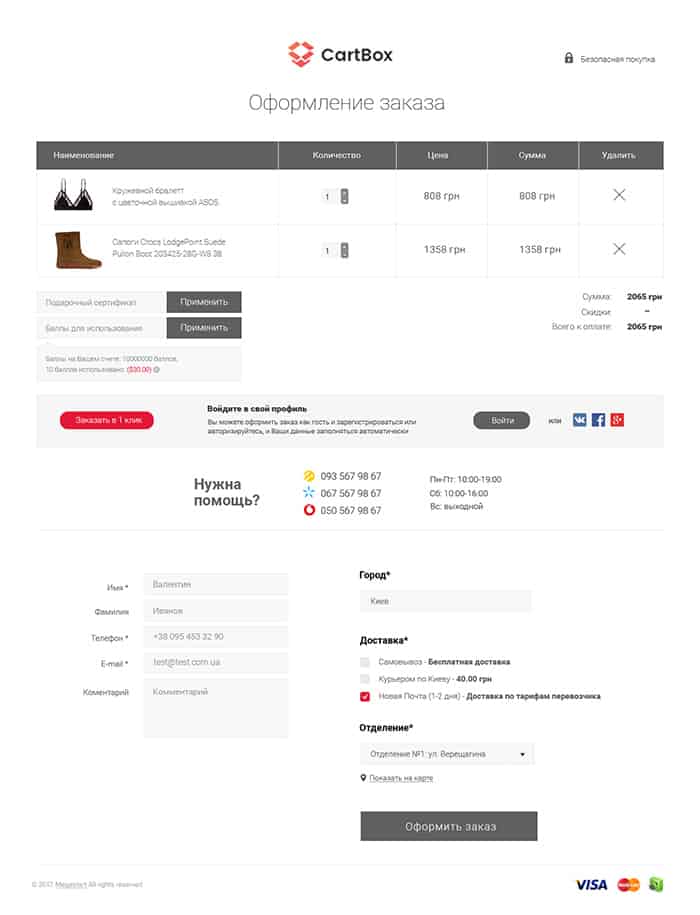 CartBox
Безопасная покупка
Оформление заказа
Наименование Количество Цена Сумма Удалить
Кружевной бралетт
с цветочной вышивкой ASOS
1 808 грн 808 грн
Сапоги Crocs LodgePoint Suede
Pullon Boot 203425-28G-W8 38
1 1358 грн 1358 грн
Подарочный сертификат Применить
Баллы для использования Применить
Баллы на Вашем счете: 10000000 баллов,
10 баллов использовано: ($30.00)
Сумма: 2065 грн
Скидки: –
Всего к оплате: 2065 грн
Заказать в 1 клик
Войдите в свой профиль
Вы можете оформить заказ как гость и зарегистрироваться или
авторизируйтесь, и Ваши данные заполняться автоматически
Войти или
Нужна
помощь?
093 567 98 67
067 567 98 67
050 567 98 67
Пн-Пт: 10:00-19:00
Сб: 10:00-16:00
Вс: выходной
Имя * Валентин
Фамилия Иванов
Телефон * +38 095 453 32 90
E-mail * test@test.com.ua
Коментарий Комментарий
Город*
Киев
Доставка*
Самовывоз - Бесплатная доставка
Курьером по Киеву - 40.00 грн
Новая Почта (1-2 дня) - Доставка по тарифам перевозчика
Отделение*
Отделение №1: ул. Верещагина
Показать на карте
Оформить заказ
All rights reserved
VISA
MasterCard